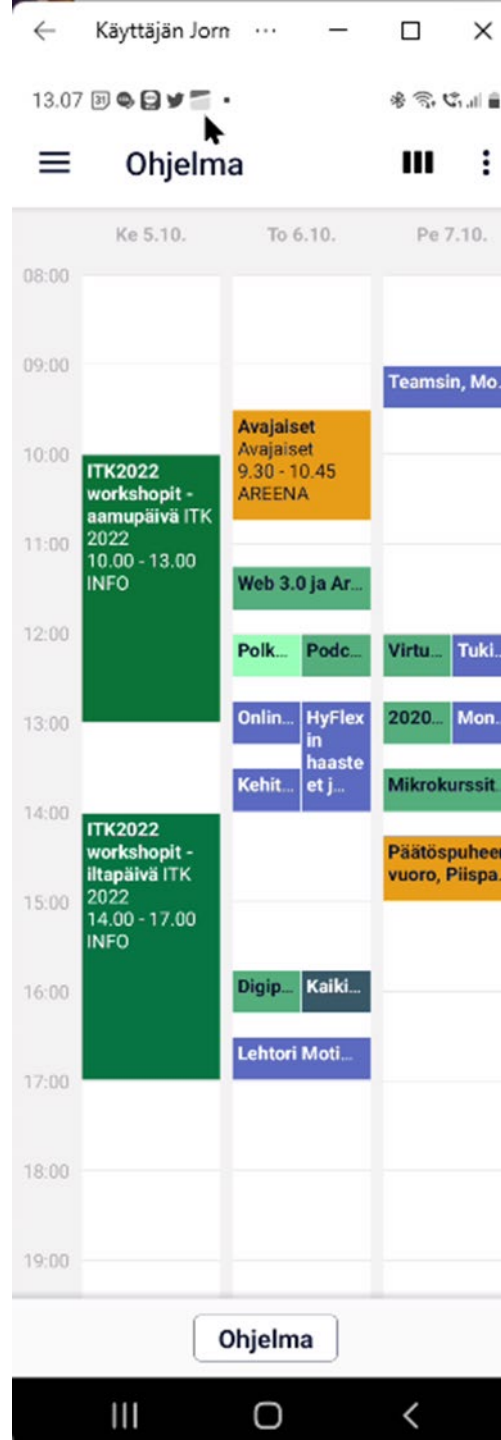 Käyttäjän Jorn ...
13.07
31
Ohjelma
Ke 5.10.
To 6.10.
Pe 7.10.
08:00
09:00
10:00
11:00
12:00
13:00
14:00
15:00
16:00
17:00
18:00
19:00
ITK2022
workshopit -
aamupäivä ITK
2022
10.00 - 13.00
INFO
ITK2022
workshopit -
iltapäivä ITK
2022
14.00 - 17.00
INFO
Avajaiset
Avajaiset
9.30 - 10.45
AREENA
Web 3.0 ja Ar...
Polk...
Podc...
Onlin...
HyFlex
in
haaste
et j...
Kehit...
Digip...
Kaiki...
Lehtori Moti...
Teamsin, Mo.
Virtu...
Tuki..
2020...
Mon..
Mikrokurssit.
Päätöspuheen
vuoro, Piispa.
Ohjelma